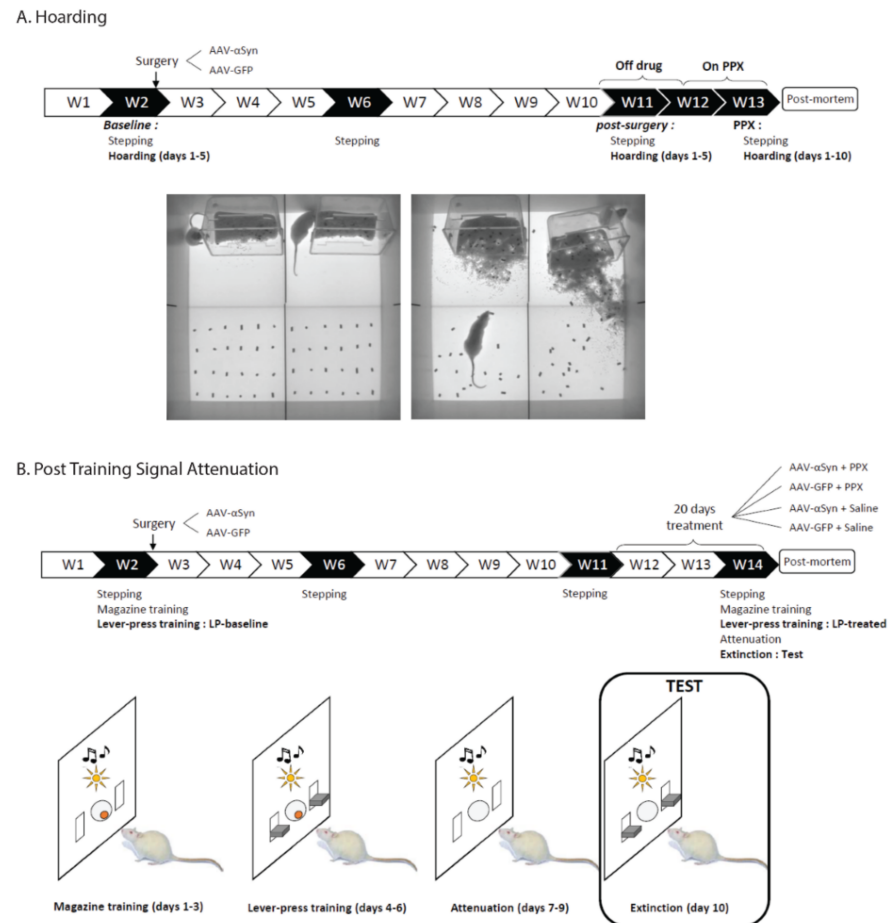 A. Hoarding
Surgery
AAV-αSyn
AAV-GFP
Off drug
On PPX
W1 W2 W3 W4 W5 W6 W7 W8 W9 W10 W11 W12 W13 Post-mortem
Baseline :
Stepping
Hoarding (days 1-5)
Stepping
post-surgery :
Stepping
Hoarding (days 1-5)
PPX :
Stepping
Hoarding (days 1-10)
B. Post Training Signal Attenuation
Surgery
AAV-αSyn
AAV-GFP
20 days
treatment
AAV-αSyn + PPX
AAV-GFP + PPX
AAV-αSyn + Saline
AAV-GFP + Saline
W1 W2 W3 W4 W5 W6 W7 W8 W9 W10 W11 W12 W13 W14 Post-mortem
Stepping
Magazine training
Lever-press training : LP-baseline
Stepping
Stepping
Stepping
Magazine training
Lever-press training : LP-treated
Attenuation
Extinction : Test
TEST
Magazine training (days 1-3)
Lever-press training (days 4-6)
Attenuation (days 7-9)
Extinction (day 10)